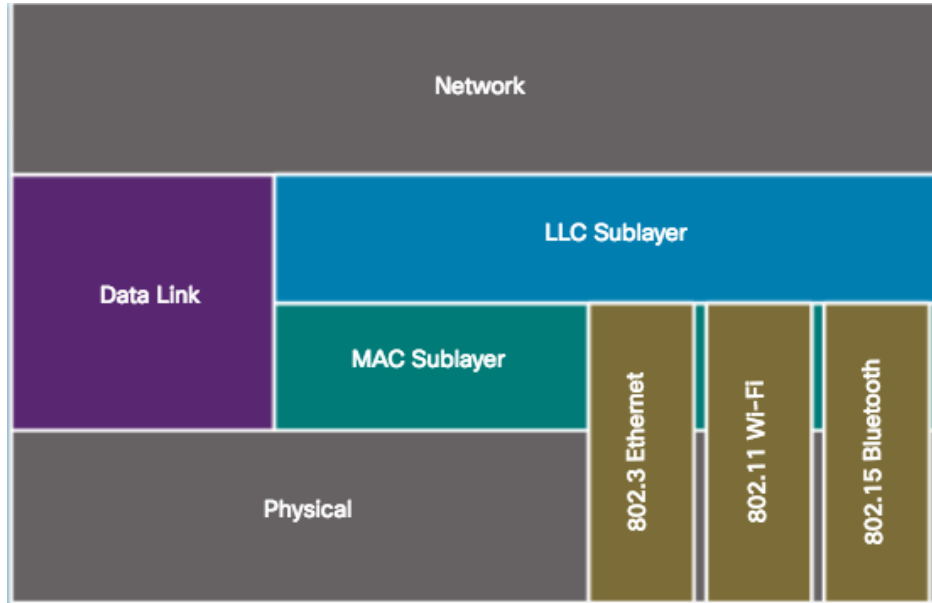 Network
LLC Sublayer
Data Link
MAC Sublayer
802.3 Ethernet
802.11 Wi-Fi
802.15 Bluetooth
Physical